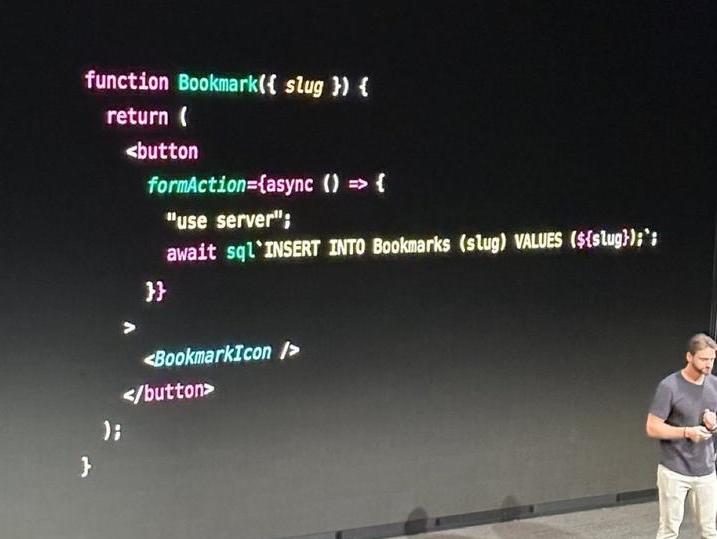 function Bookmark({ slug }) {
return (
<button
formAction={async () => {
"use server";
await sql`INSERT INTO Bookmarks (slug) VALUES (${slug});`;
}}
>
<BookmarkIcon />
</button>
);
}